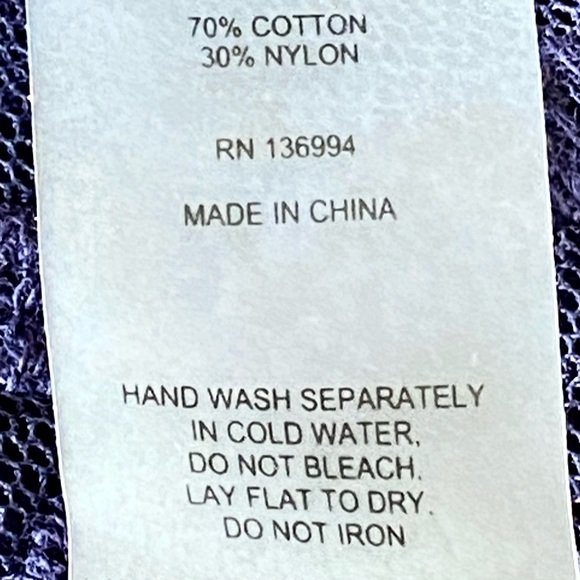 70% COTTON
30% NYLON
RN 136994
MADE IN CHINA
HAND WASH SEPARATELY
IN COLD WATER,
DO NOT BLEACH.
LAY FLAT TO DRY.
DO NOT IRON